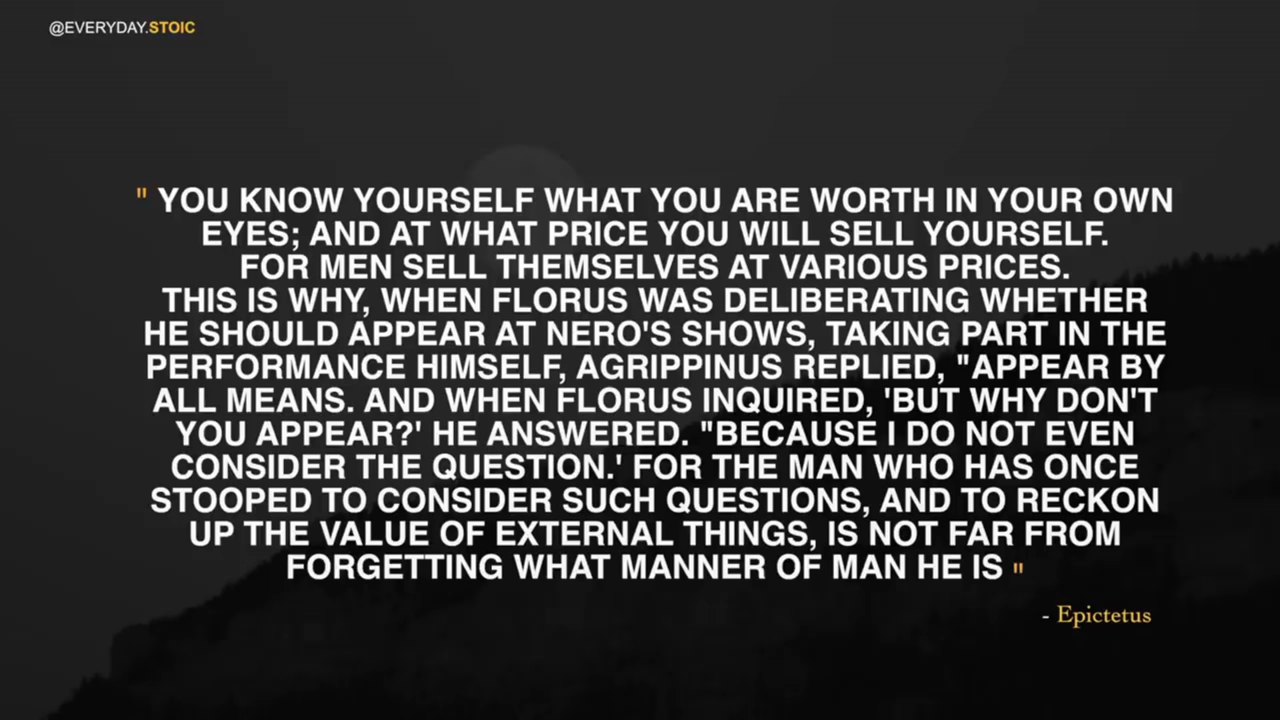 @EVERYDAY.STOIC
" YOU KNOW YOURSELF WHAT YOU ARE WORTH IN YOUR OWN
EYES; AND AT WHAT PRICE YOU WILL SELL YOURSELF.
FOR MEN SELL THEMSELVES AT VARIOUS PRICES.
THIS IS WHY, WHEN FLORUS WAS DELIBERATING WHETHER
HE SHOULD APPEAR AT NERO'S SHOWS, TAKING PART IN THE
PERFORMANCE HIMSELF, AGRIPPINUS REPLIED, "APPEAR BY
ALL MEANS. AND WHEN FLORUS INQUIRED, 'BUT WHY DON'T
YOU APPEAR?' HE ANSWERED. "BECAUSE I DO NOT EVEN
CONSIDER THE QUESTION.' FOR THE MAN WHO HAS ONCE
STOOPED TO CONSIDER SUCH QUESTIONS, AND TO RECKON
UP THE VALUE OF EXTERNAL THINGS, IS NOT FAR FROM
FORGETTING WHAT MANNER OF MAN HE IS "
- Epictetus